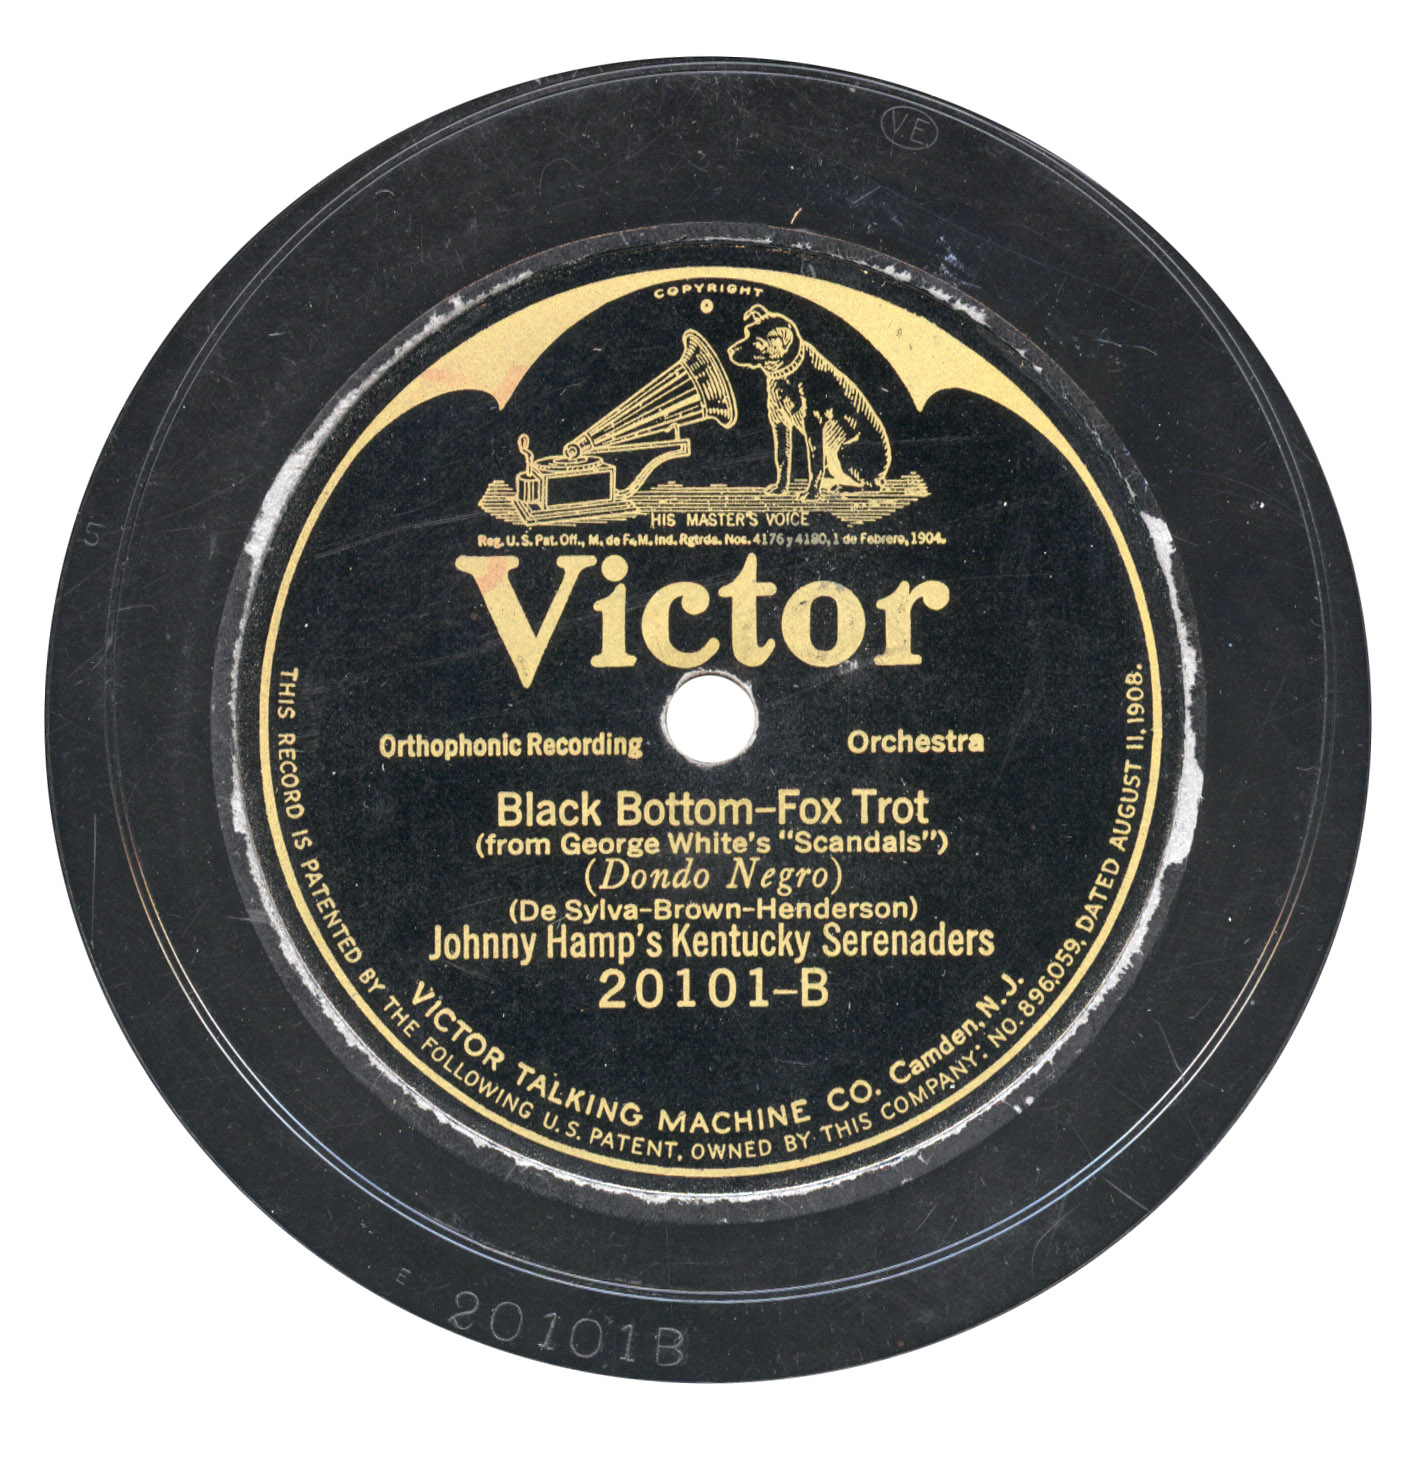 VE
COPYRIGHT
HIS MASTER'S VOICE
Reg. U.S. Pat. Off., M. de F., M. Ind. Rgtrda. Nos. 4176 y 4180, 1 de Febrero, 1904.
Victor
Orthophonic Recording
Orchestra
Black Bottom–Fox Trot
(from George White's "Scandals")
(Dondo Negro)
(De Sylva–Brown–Henderson)
Johnny Hamp's Kentucky Serenaders
20101–B
VICTOR TALKING MACHINE CO. Camden, N.J.
THIS RECORD IS PATENTED BY THE FOLLOWING U.S. PATENT, OWNED BY THIS COMPANY: NO. 896,059, DATED AUGUST 11, 1908.
5
E
20101B